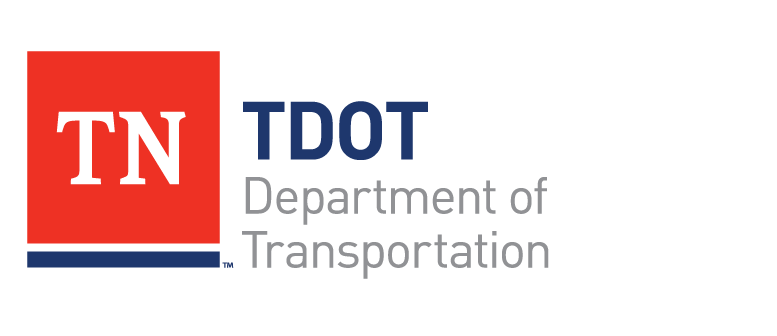 TN
TDOT
Department of
Transportation
™